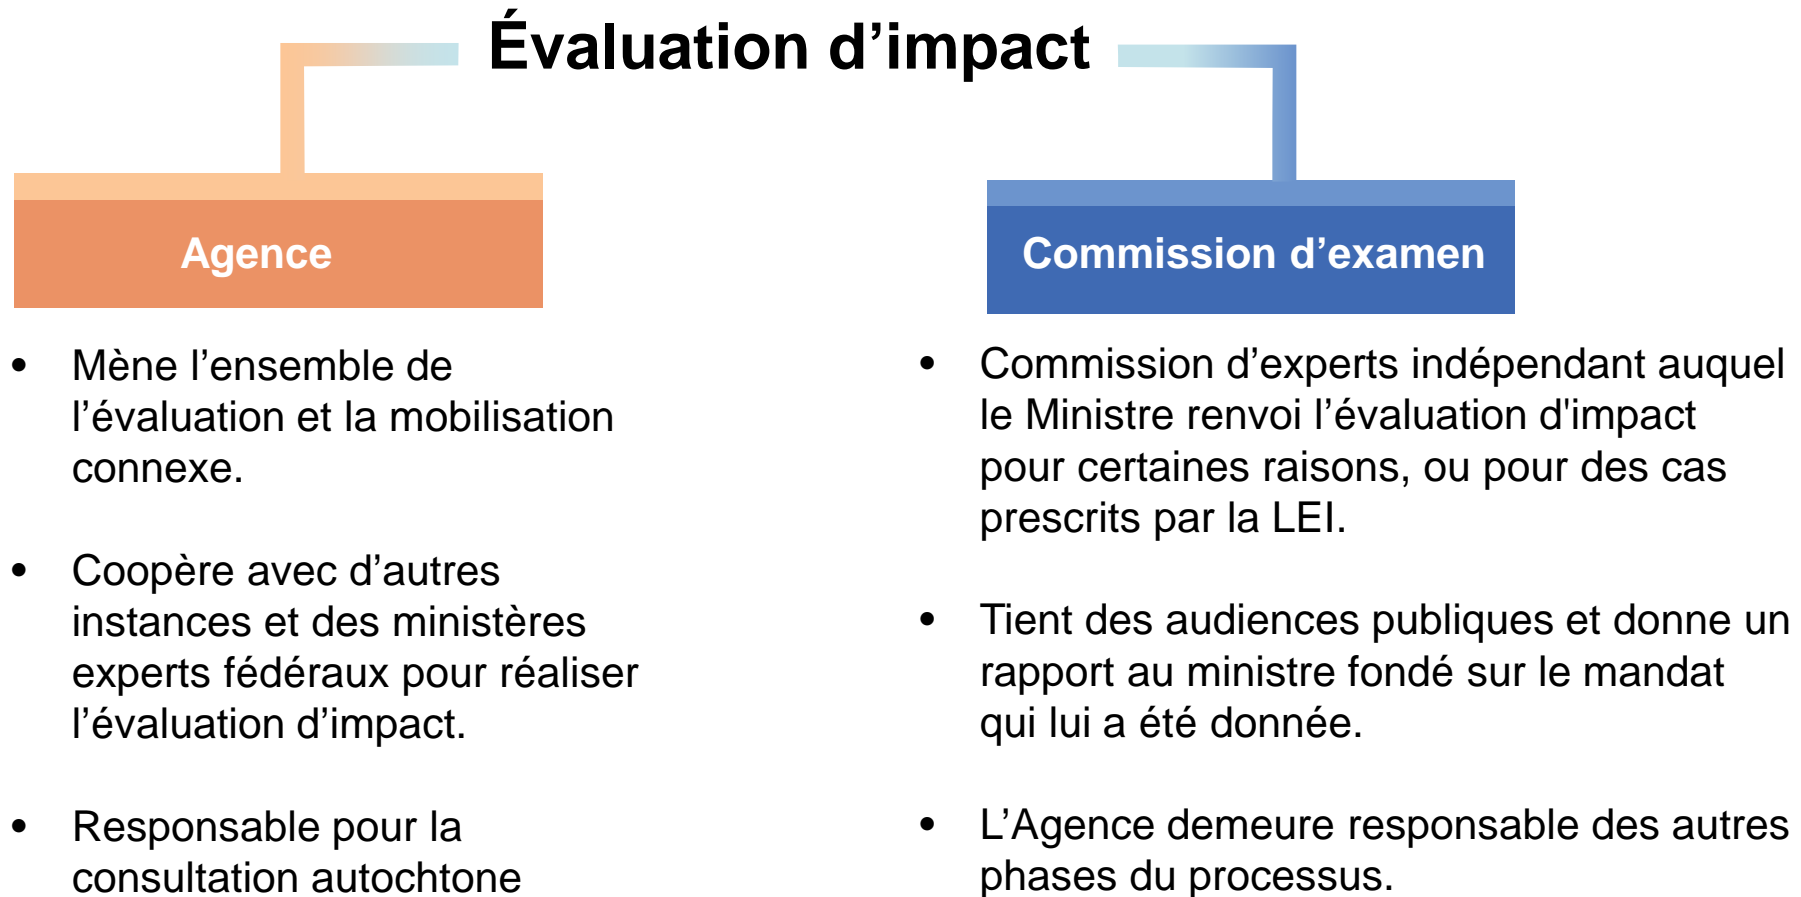 Évaluation d’impact
Agence
• Mène l’ensemble de
l’évaluation et la mobilisation
connexe.
• Coopère avec d’autres
instances et des ministères
experts fédéraux pour réaliser
l’évaluation d’impact.
• Responsable pour la
consultation autochtone
Commission d’examen
• Commission d’experts indépendant auquel
le Ministre renvoi l’évaluation d'impact
pour certaines raisons, ou pour des cas
prescrits par la LEI.
• Tient des audiences publiques et donne un
rapport au ministre fondé sur le mandat
qui lui a été donnée.
• L’Agence demeure responsable des autres
phases du processus.